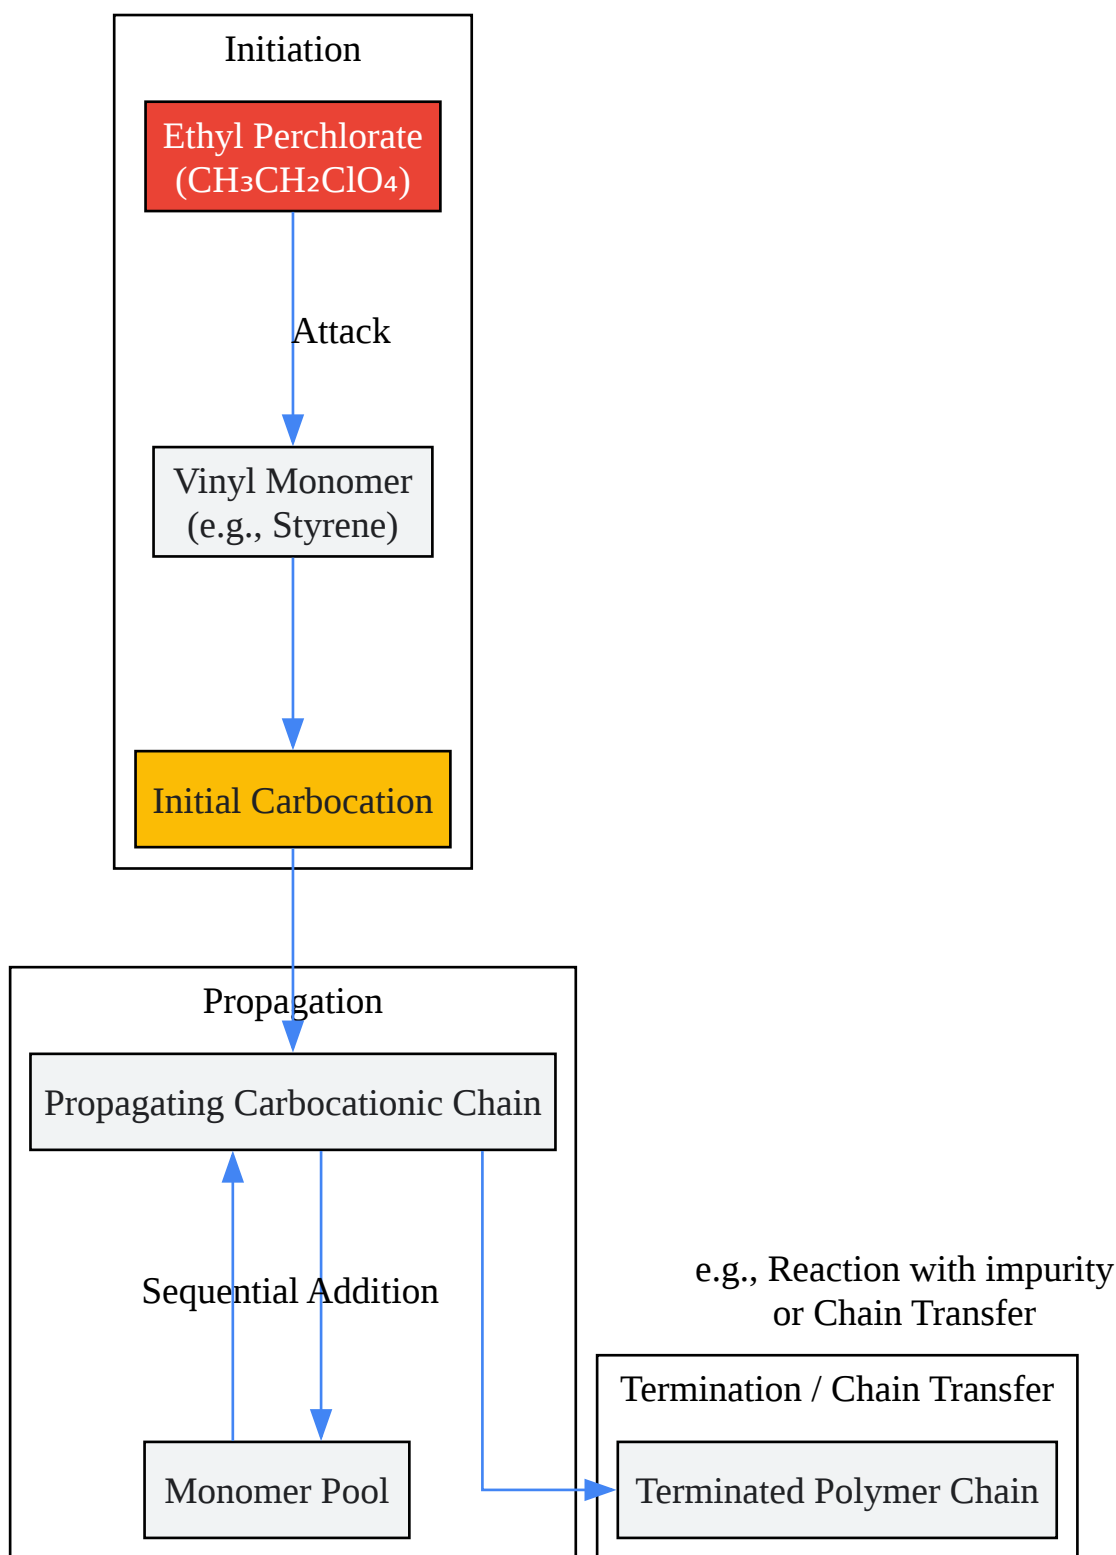 Initiation
Ethyl Perchlorate
(CH₃CH₂ClO₄)
Attack
Vinyl Monomer
(e.g., Styrene)
Initial Carbocation
Propagation
Propagating Carbocationic Chain
Sequential Addition
Monomer Pool
e.g., Reaction with impurity
or Chain Transfer
Termination / Chain Transfer
Terminated Polymer Chain